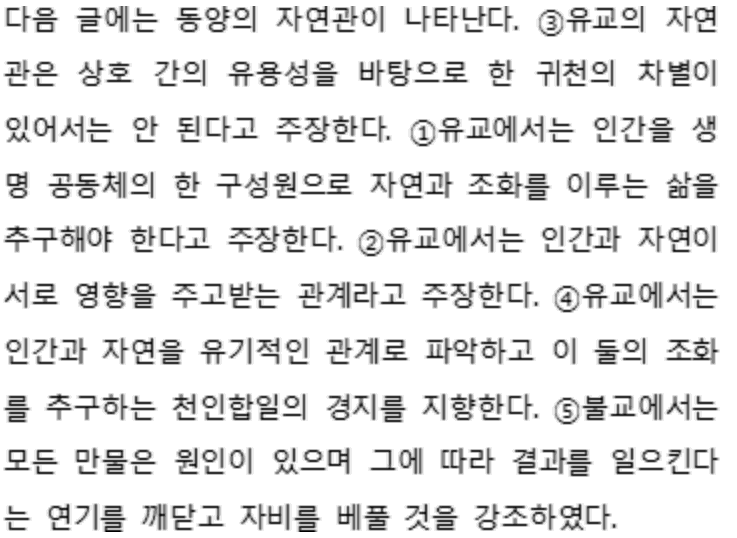 다음 글에는 동양의 자연관이 나타난다. ③유교의 자연
관은 상호 간의 유용성을 바탕으로 한 귀천의 차별이
있어서는 안 된다고 주장한다. ①유교에서는 인간을 생
명 공동체의 한 구성원으로 자연과 조화를 이루는 삶을
추구해야 한다고 주장한다. ②유교에서는 인간과 자연이
서로 영향을 주고받는 관계라고 주장한다. ④유교에서는
인간과 자연을 유기적인 관계로 파악하고 이 둘의 조화
를 추구하는 천인합일의 경지를 지향한다. ⑤불교에서는
모든 만물은 원인이 있으며 그에 따라 결과를 일으킨다
는 연기를 깨닫고 자비를 베풀 것을 강조하였다.